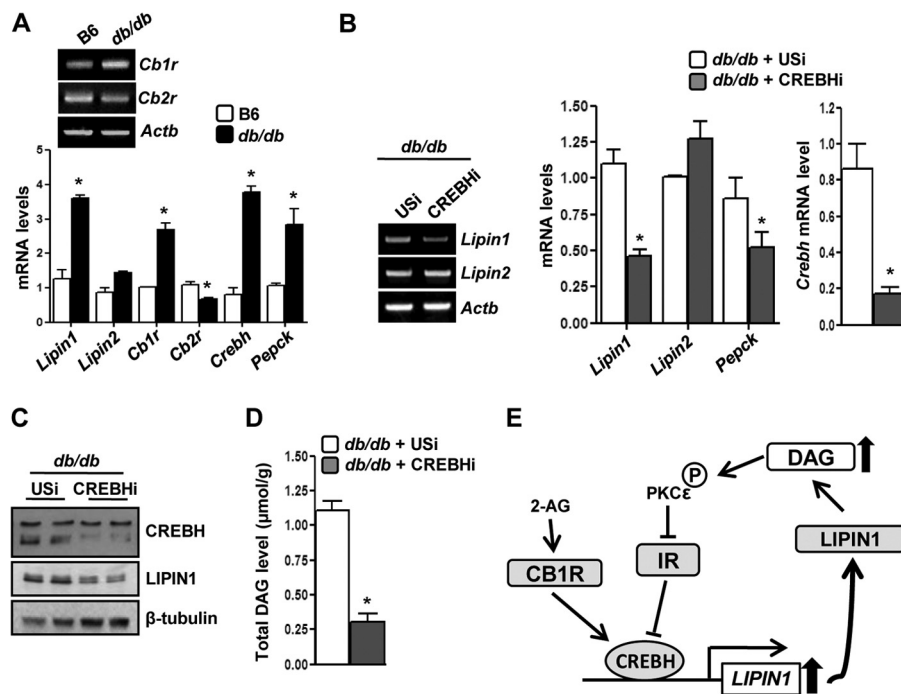 A
B6 db/db
Cb1r
Cb2r
Actb
B6
db/db
mRNA levels
5
4
3
2
1
0
* * * * *
Lipin1 Lipin2 Cb1r Cb2r Crebh Pepck
B
db/db
USi CREBHi
Lipin1
Lipin2
Actb
db/db + USi
db/db + CREBHi
mRNA levels
1.50
1.25
1.00
0.75
0.50
0.25
0.00
* *
Lipin1 Lipin2 Pepck
Crebh mRNA level
1.2
1.0
0.8
0.6
0.4
0.2
0.0
*
C
db/db
USi CREBHi
CREBH
LIPIN1
β-tubulin
D
db/db + USi
db/db + CREBHi
Total DAG level (μmol/g)
1.50
1.25
1.00
0.75
0.50
0.25
0.00
*
E
DAG
P
PKCε
2-AG
LIPIN1
CB1R
IR
CREBH
LIPIN1